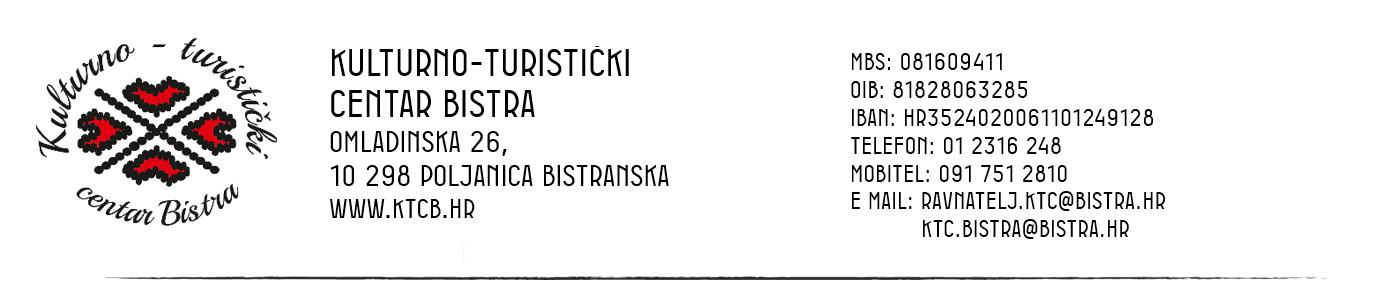 Kulturno - turistički
centar Bistra
KULTURNO-TURISTIČKI
CENTAR BISTRA
OMLADINSKA 26,
10 298 POLJANICA BISTRANSKA
WWW.KTCB.HR
MBS: 081609411
OIB: 81828063285
IBAN: HR3524020061101249128
TELEFON: 01 2316 248
MOBITEL: 091 751 2810
E MAIL: RAVNATELJ.KTC@BISTRA.HR
KTC.BISTRA@BISTRA.HR